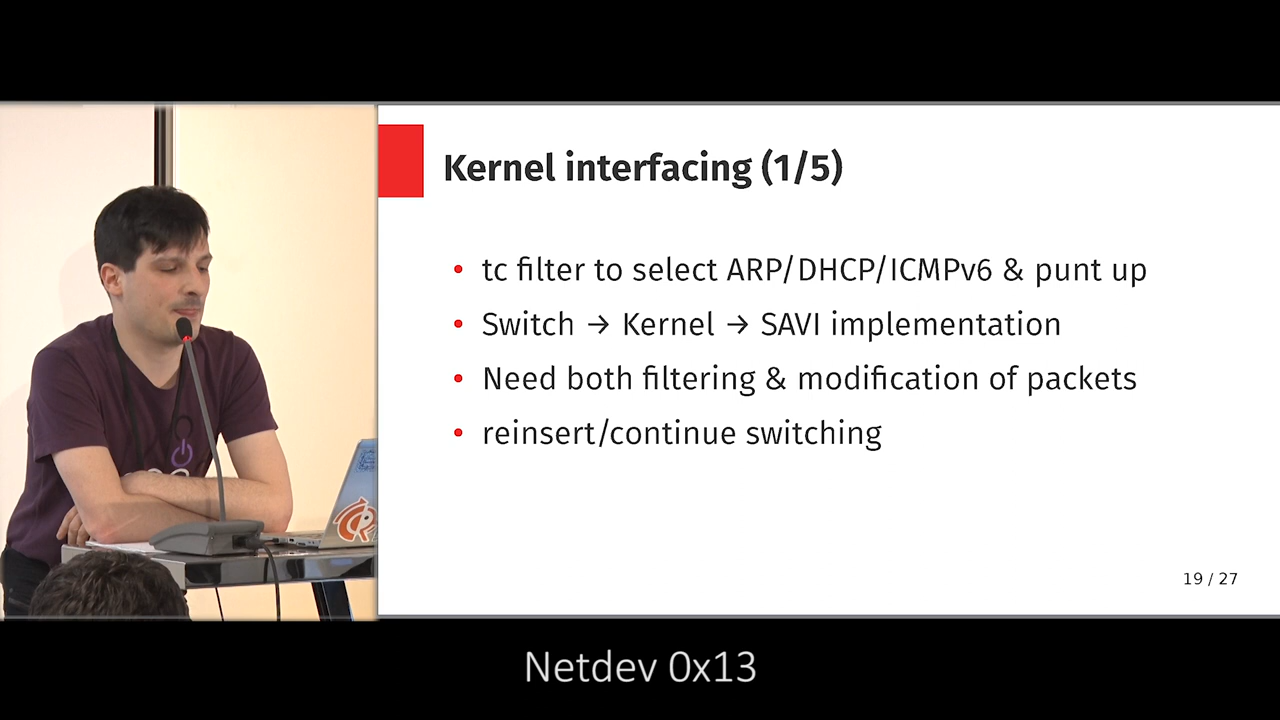 Kernel interfacing (1/5)
• tc filter to select ARP/DHCP/ICMPv6 & punt up
• Switch → Kernel → SAVI implementation
• Need both filtering & modification of packets
• reinsert/continue switching
19 / 27
Netdev 0x13